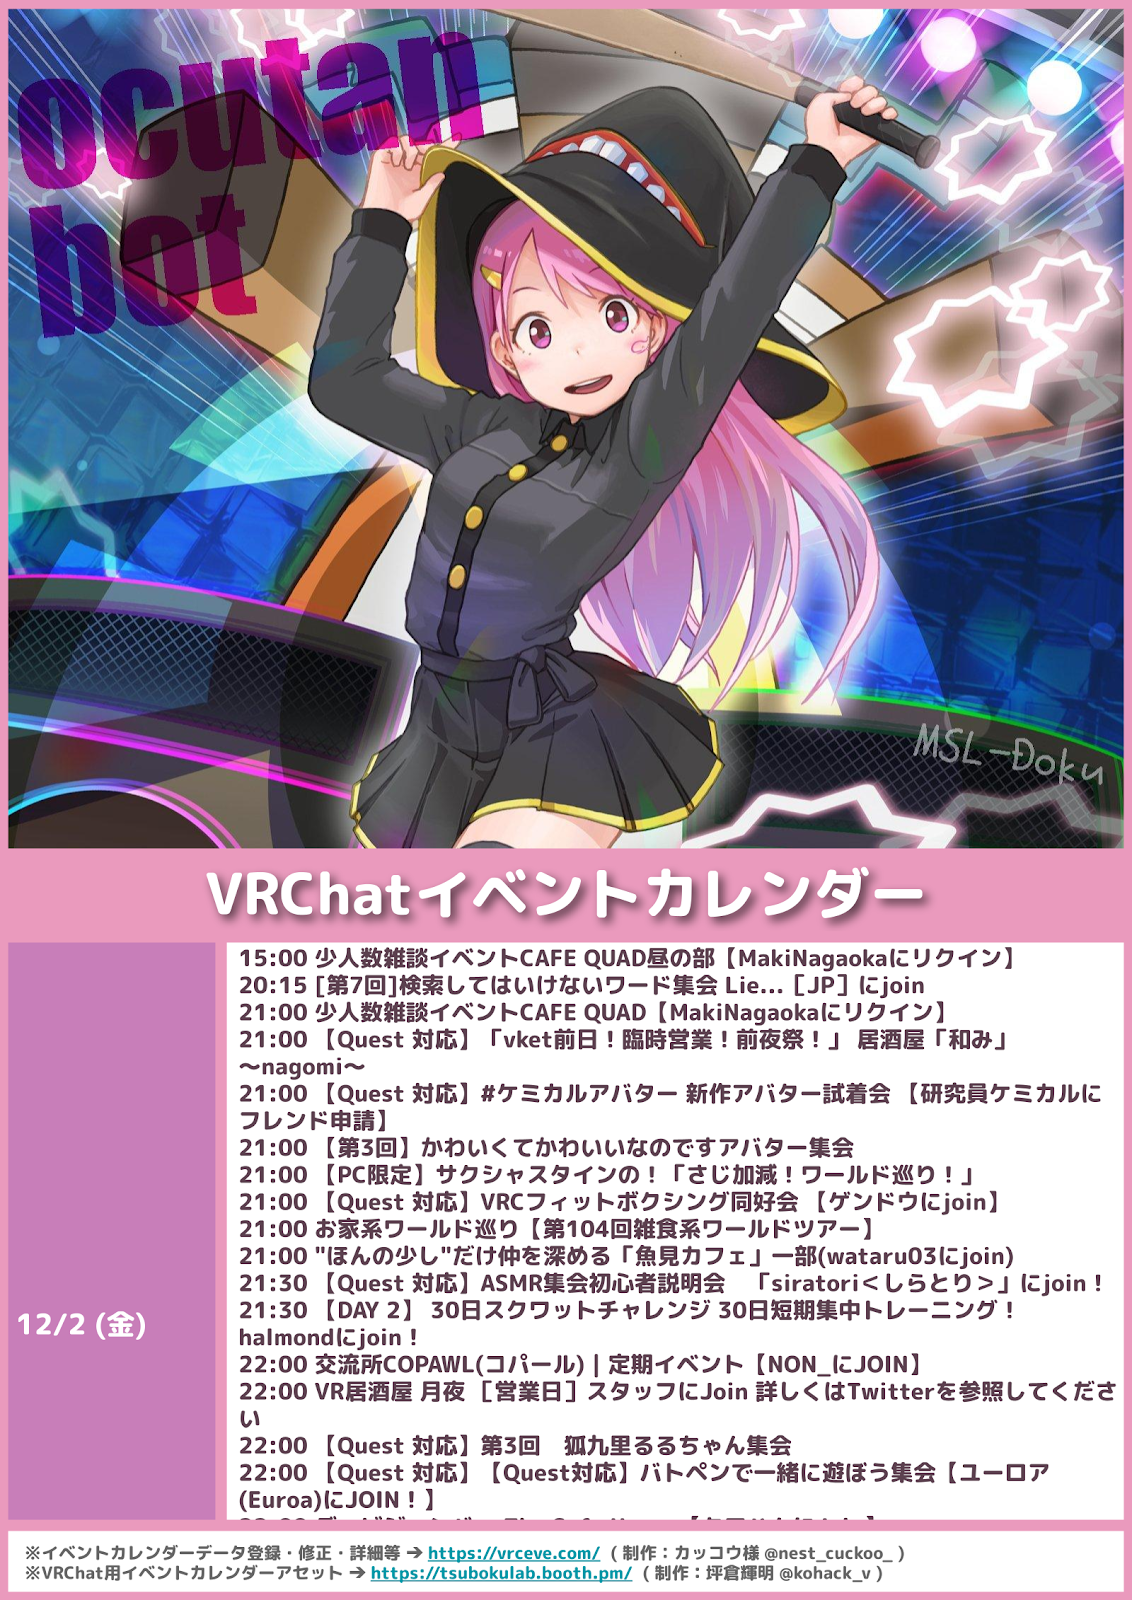 ocutan
bot
MSL-Doku
VRChatイベントカレンダー
12/2 (金)
15:00 少人数雑談イベントCAFE QUAD昼の部【MakiNagaokaにリクイン】
20:15 [第7回]検索してはいけないワード集会 Lie...［JP］にjoin
21:00 少人数雑談イベントCAFE QUAD【MakiNagaokaにリクイン】
21:00 【Quest 対応】「vket前日！臨時営業！前夜祭！」 居酒屋「和み」
～nagomi～
21:00 【Quest 対応】#ケミカルアバター 新作アバター試着会 【研究員ケミカルに
フレンド申請】
21:00 【第3回】かわいくてかわいいなのですアバター集会
21:00 【PC限定】サクシャスタインの！「さじ加減！ワールド巡り！」
21:00 【Quest 対応】VRCフィットボクシング同好会 【ゲンドウにjoin】
21:00 お家系ワールド巡り【第104回雑食系ワールドツアー】
21:00 "ほんの少し"だけ仲を深める「魚見カフェ」一部(wataru03にjoin)
21:30 【Quest 対応】ASMR集会初心者説明会　「siratori＜しらとり＞」にjoin！
21:30 【DAY 2】 30日スクワットチャレンジ 30日短期集中トレーニング！
halmondにjoin！
22:00 交流所COPAWL(コパール) | 定期イベント【NON_にJOIN】
22:00 VR居酒屋 月夜 ［営業日］スタッフにJoin 詳しくはTwitterを参照してくださ
い
22:00 【Quest 対応】第3回　狐九里るるちゃん集会
22:00 【Quest 対応】【Quest対応】バトペンで一緒に遊ぼう集会【ユーロア
(Euroa)にJOIN！】
※イベントカレンダーデータ登録・修正・詳細等 ➔ https://vrceve.com/ （ 制作：カッコウ様 @nest_cuckoo_ ）
※VRChat用イベントカレンダーアセット ➔ https://tsubokulab.booth.pm/ （ 制作：坪倉輝明 @kohack_v ）